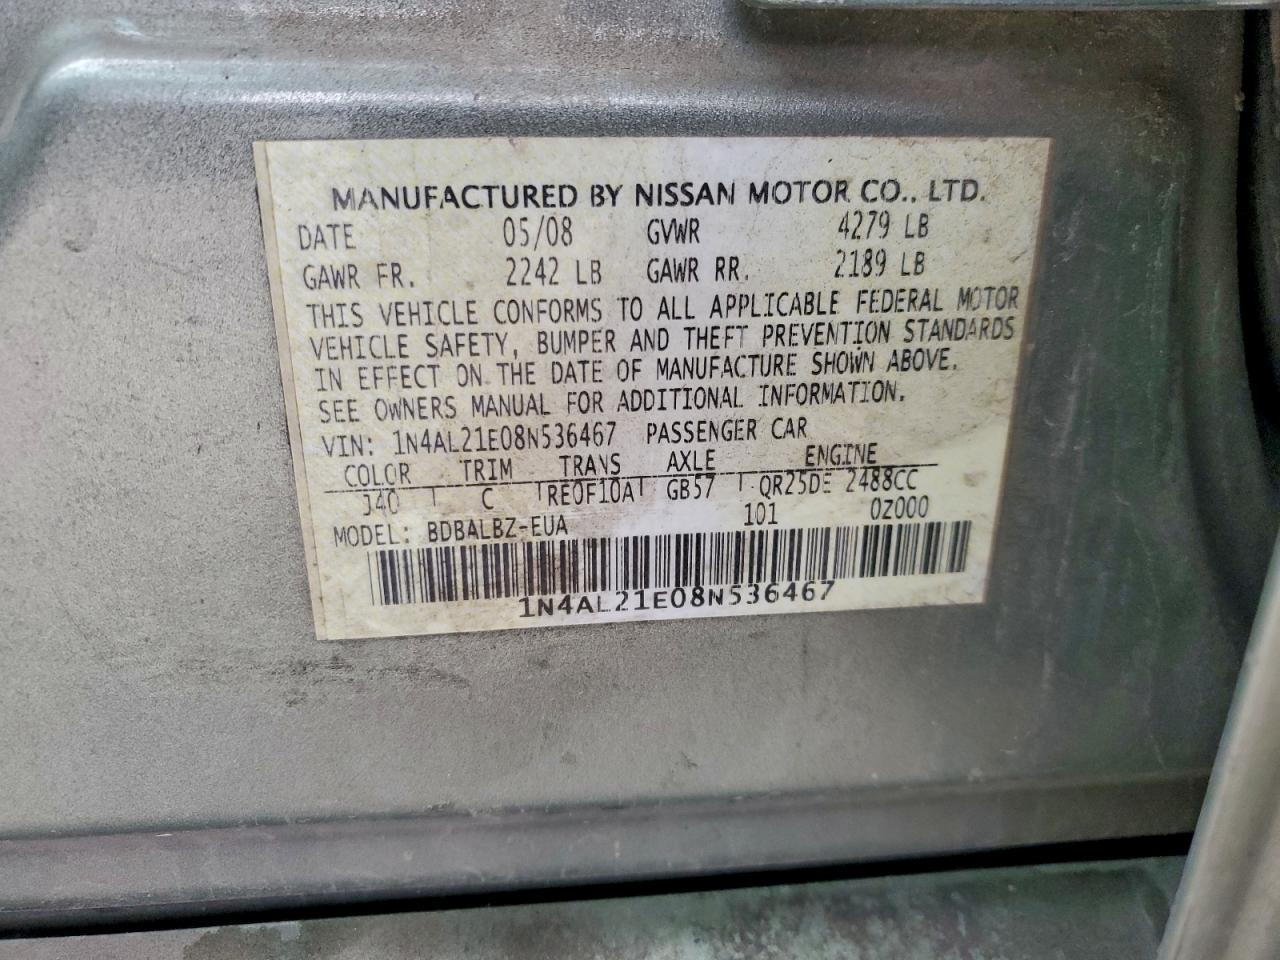 MANUFACTURED BY NISSAN MOTOR CO., LTD.
DATE 05/08 GVWR 4279 LB
GAWR FR. 2242 LB GAWR RR. 2189 LB
THIS VEHICLE CONFORMS TO ALL APPLICABLE FEDERAL MOTOR
VEHICLE SAFETY, BUMPER AND THEFT PREVENTION STANDARDS
IN EFFECT ON THE DATE OF MANUFACTURE SHOWN ABOVE.
SEE OWNERS MANUAL FOR ADDITIONAL INFORMATION.
VIN: 1N4AL21E08N536467 PASSENGER CAR
COLOR TRIM TRANS AXLE ENGINE
J40 C RE0F10A GB57 QR25DE 2488CC
MODEL: BDBALBZ-EUA 101 0Z000
1N4AL21E08N536467